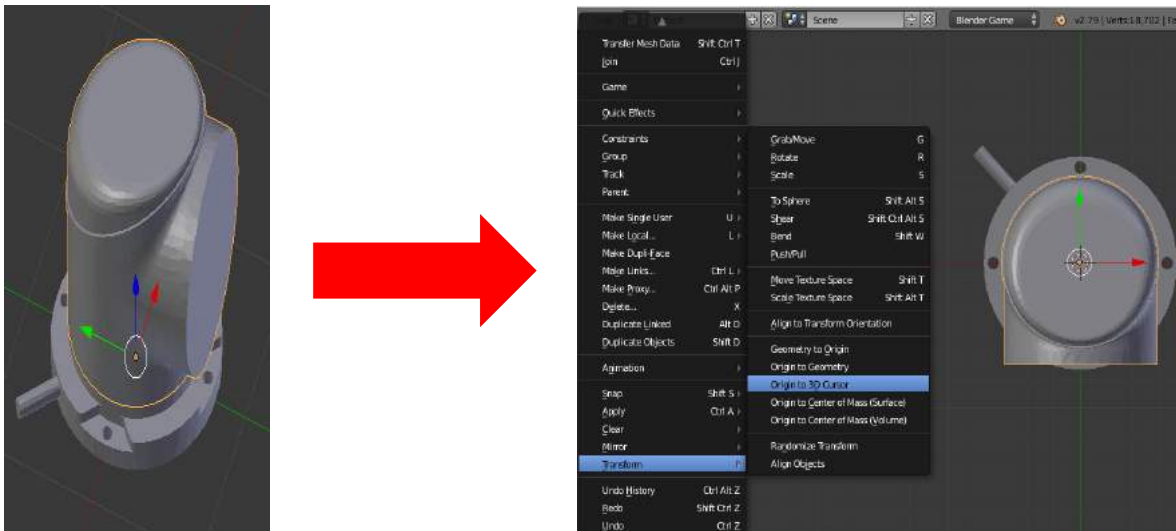 Scene
Blender Game
v2.79 | Verts:18,702 | Fa
Transfer Mesh Data Shift Ctrl T
Join Ctrl J
Game
Quick Effects
Constraints
Group
Track
Parent
Make Single User U
Make Local... L
Make Dupli-Face
Make Links... Ctrl L
Make Proxy... Ctrl Alt P
Delete... X
Duplicate Linked Alt D
Duplicate Objects Shift D
Animation
Snap Shift S
Apply Ctrl A
Clear
Mirror
Transform
Undo History Ctrl Alt Z
Redo Shift Ctrl Z
Undo Ctrl Z
Grab/Move G
Rotate R
Scale S
To Sphere Shift Alt S
Shear Shift Ctrl Alt S
Bend Shift W
Push/Pull
Move Texture Space Shift T
Scale Texture Space Shift Alt T
Align to Transform Orientation
Geometry to Origin
Origin to Geometry
Origin to 3D Cursor
Origin to Center of Mass (Surface)
Origin to Center of Mass (Volume)
Randomize Transform
Align Objects